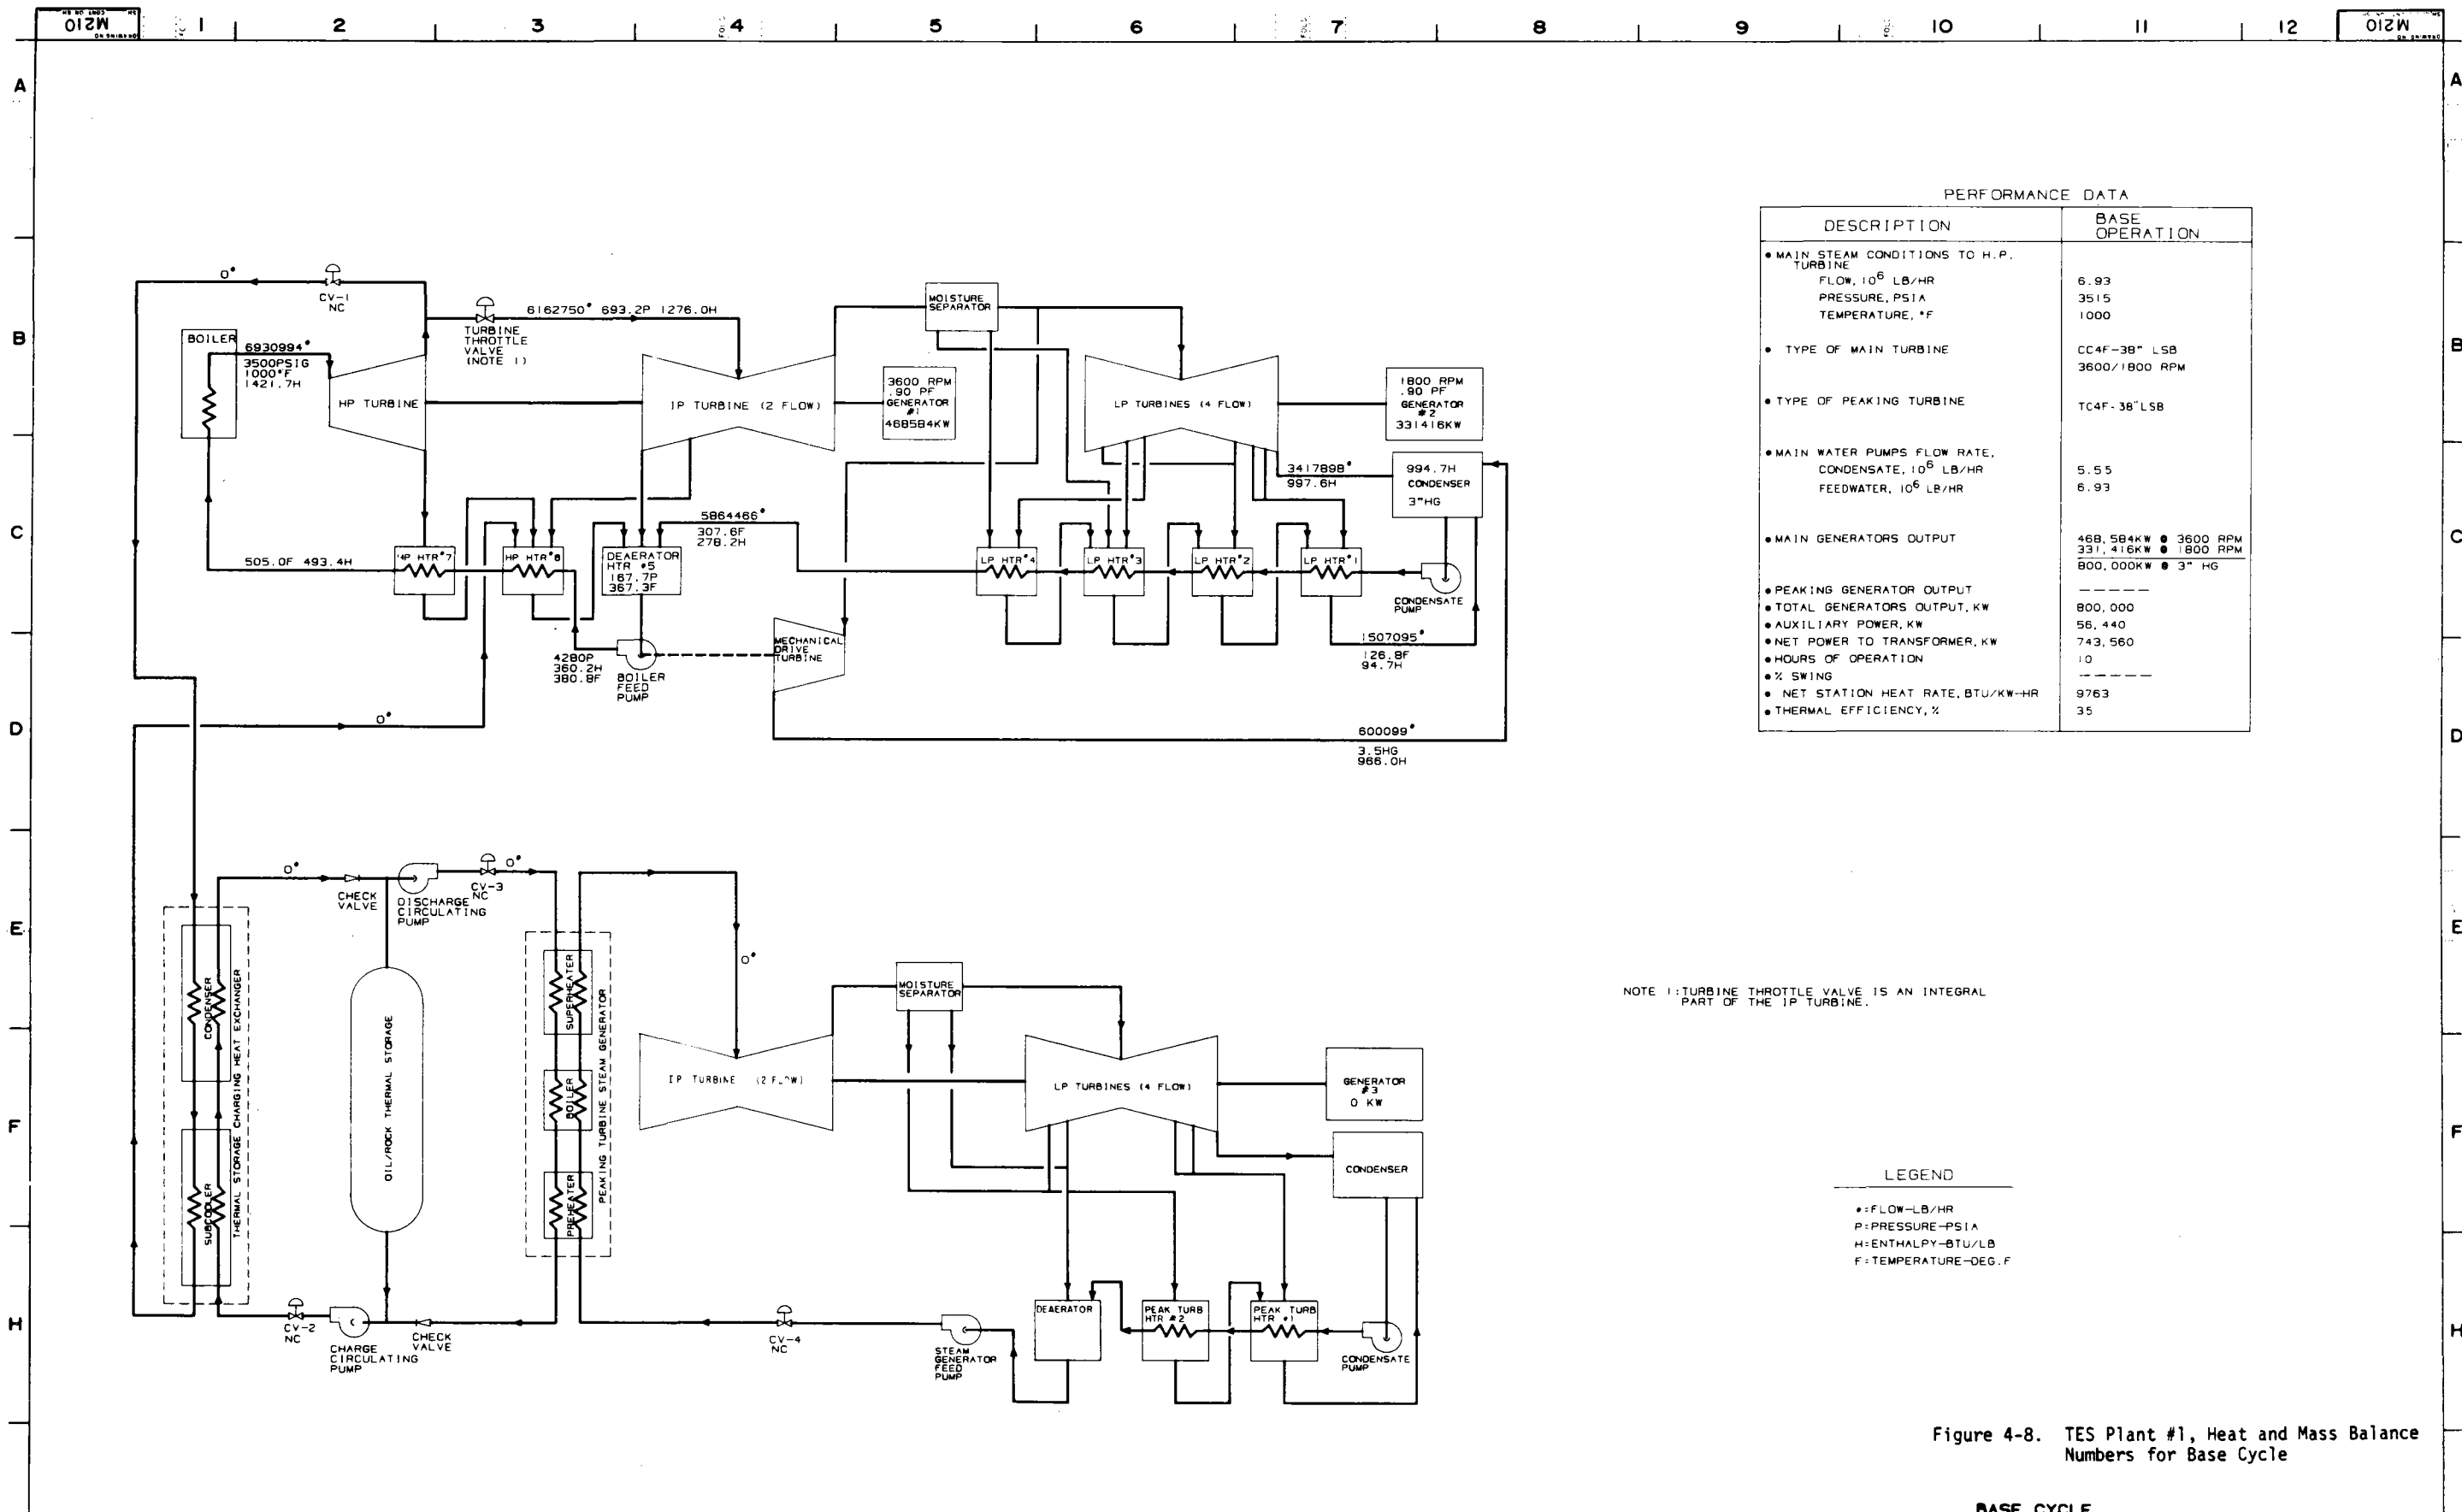 M210
1 2 3 4 5 6 7 8 9 10 11 12
M210
A
B
C
D
E
F
H
A
B
C
D
E
F
H
0#
CV-1
NC
TURBINE
THROTTLE
VALVE
(NOTE 1)
6162750# 693.2P 1276.0H
BOILER
6930994#
3500PSIG
1000°F
1421.7H
HP TURBINE
IP TURBINE (2 FLOW)
3600 RPM
.90 PF
GENERATOR
#1
468584KW
MOISTURE
SEPARATOR
LP TURBINES (4 FLOW)
1800 RPM
.90 PF
GENERATOR
#2
331416KW
3417898#
997.6H
994.7H
CONDENSER
3"HG
505.0F 493.4H
HP HTR#7
HP HTR#6
DEAERATOR
HTR #5
167.7P
367.3F
5864466#
307.6F
278.2H
LP HTR#4
LP HTR#3
LP HTR#2
LP HTR#1
CONDENSATE
PUMP
4280P
360.2H
380.8F
BOILER
FEED
PUMP
MECHANICAL
DRIVE
TURBINE
1507095#
126.8F
94.7H
0#
600099#
3.5HG
986.0H
PERFORMANCE DATA
DESCRIPTION
BASE
OPERATION
• MAIN STEAM CONDITIONS TO H.P.
TURBINE
FLOW, 10⁶ LB/HR 6.93
PRESSURE, PSIA 3515
TEMPERATURE, °F 1000
• TYPE OF MAIN TURBINE CC4F-38" LSB
3600/1800 RPM
• TYPE OF PEAKING TURBINE TC4F-38"LSB
• MAIN WATER PUMPS FLOW RATE,
CONDENSATE, 10⁶ LB/HR 5.55
FEEDWATER, 10⁶ LB/HR 6.93
• MAIN GENERATORS OUTPUT 468,584KW @ 3600 RPM
331,416KW @ 1800 RPM
800,000KW @ 3" HG
• PEAKING GENERATOR OUTPUT -----
• TOTAL GENERATORS OUTPUT, KW 800,000
• AUXILIARY POWER, KW 56,440
• NET POWER TO TRANSFORMER, KW 743,560
• HOURS OF OPERATION 10
• % SWING -----
• NET STATION HEAT RATE, BTU/KW-HR 9763
• THERMAL EFFICIENCY, % 35
0#
CHECK
VALVE
DISCHARGE
CIRCULATING
PUMP
CV-3
NC
0#
CONDENSER
SUBCOOLER
THERMAL STORAGE CHARGING HEAT EXCHANGER
OIL/ROCK THERMAL STORAGE
SUPERHEATER
BOILER
PREHEATER
PEAKING TURBINE STEAM GENERATOR
0#
MOISTURE
SEPARATOR
IP TURBINE (2 FLOW)
LP TURBINES (4 FLOW)
GENERATOR
#3
0 KW
CONDENSER
CV-2
NC
CHARGE
CIRCULATING
PUMP
CHECK
VALVE
CV-4
NC
STEAM
GENERATOR
FEED
PUMP
DEAERATOR
PEAK TURB
HTR #2
PEAK TURB
HTR #1
CONDENSATE
PUMP
NOTE 1: TURBINE THROTTLE VALVE IS AN INTEGRAL
PART OF THE IP TURBINE.
LEGEND
#=FLOW-LB/HR
P=PRESSURE-PSIA
H=ENTHALPY-BTU/LB
F=TEMPERATURE-DEG.F
Figure 4-8. TES Plant #1, Heat and Mass Balance
Numbers for Base Cycle
BASE CYCLE